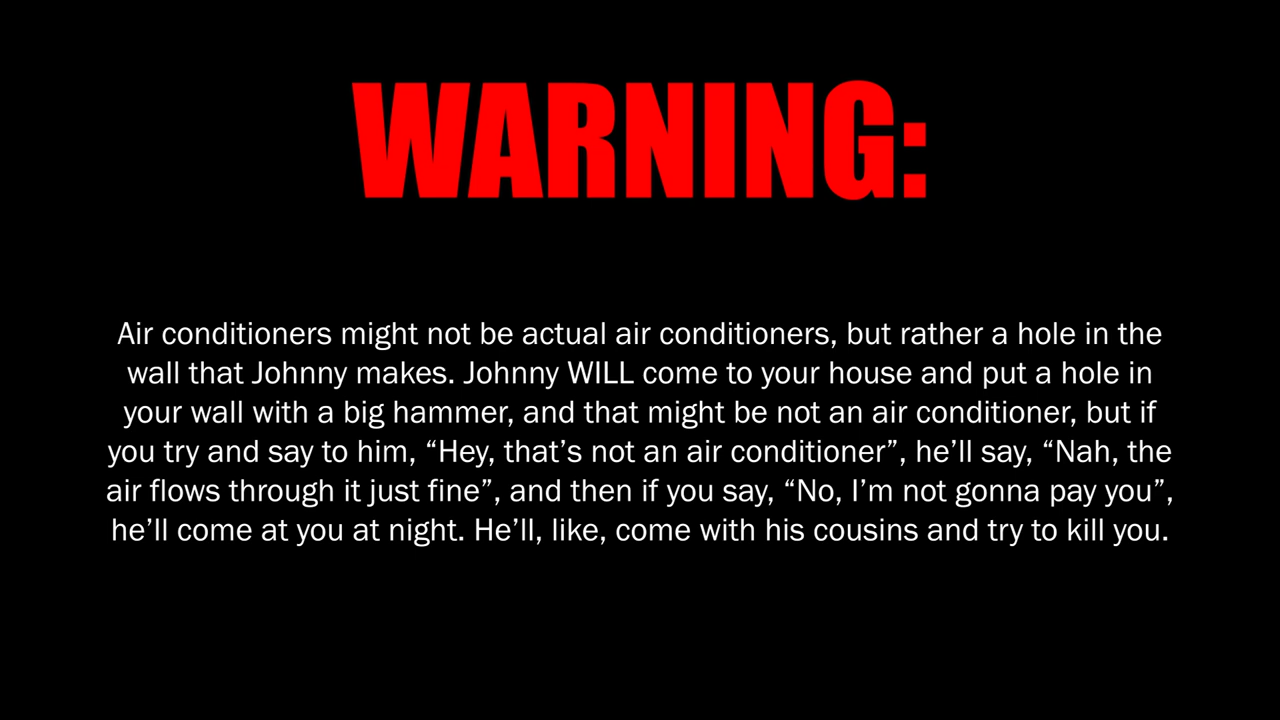 WARNING:
Air conditioners might not be actual air conditioners, but rather a hole in the
wall that Johnny makes. Johnny WILL come to your house and put a hole in
your wall with a big hammer, and that might be not an air conditioner, but if
you try and say to him, “Hey, that’s not an air conditioner”, he’ll say, “Nah, the
air flows through it just fine”, and then if you say, “No, I’m not gonna pay you”,
he’ll come at you at night. He’ll, like, come with his cousins and try to kill you.